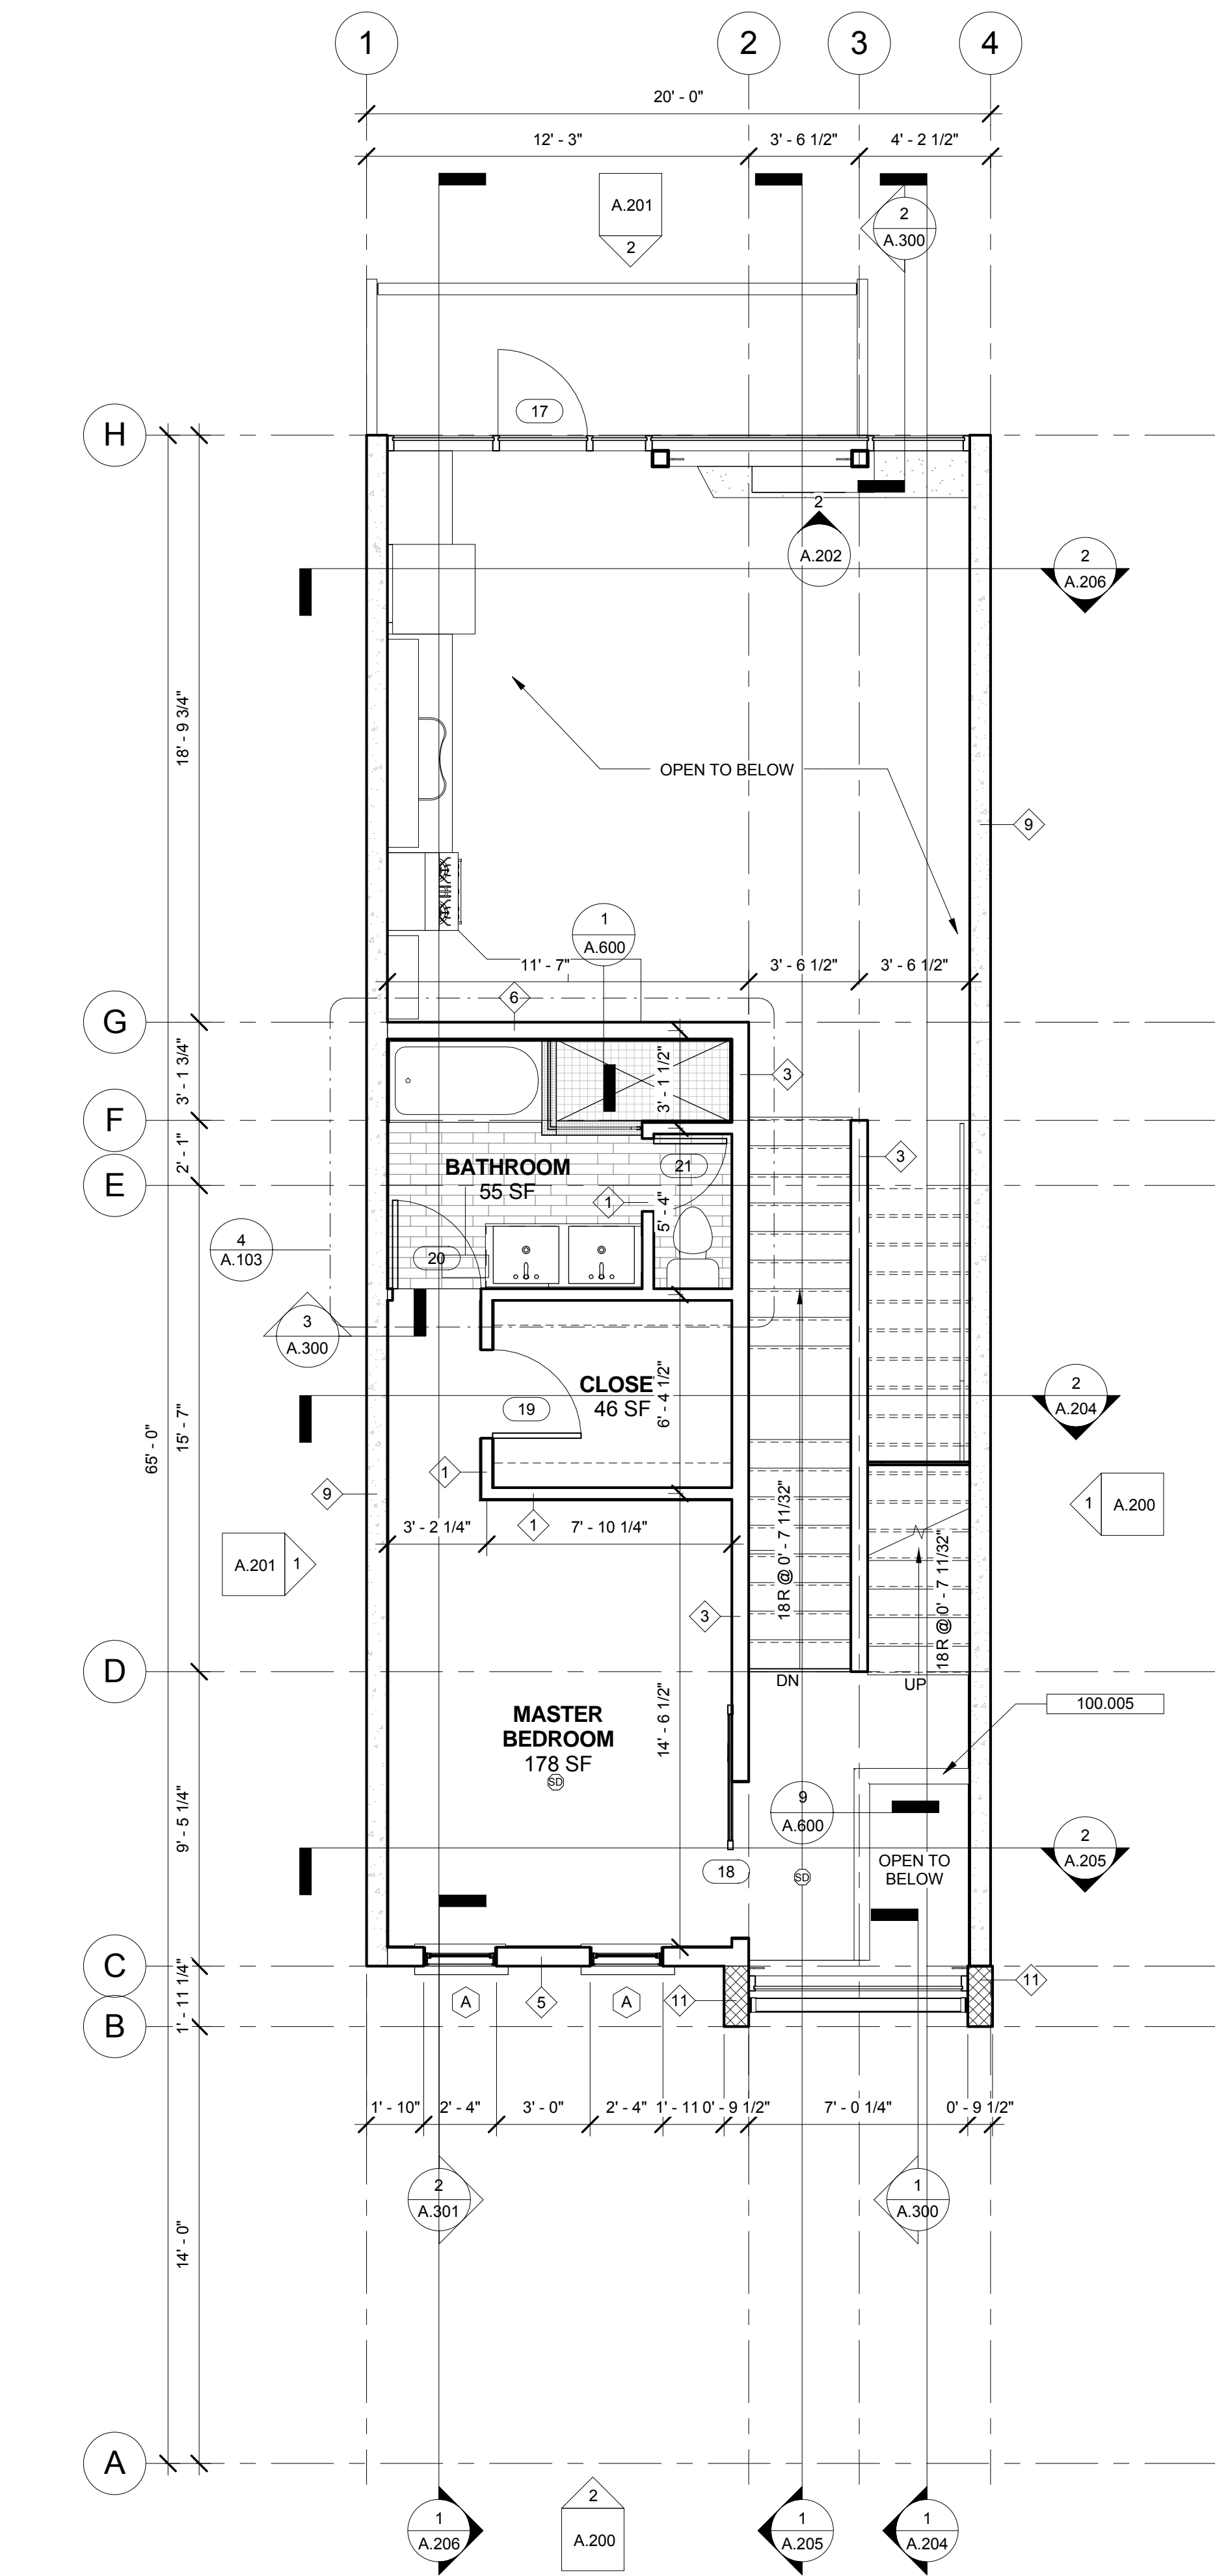 1
2
3
4
20' - 0"
12' - 3"
3' - 6 1/2"
4' - 2 1/2"
A.201
2
2
A.300
H
17
2
A.202
2
A.206
18' - 9 3/4"
OPEN TO BELOW
9
1
A.600
11' - 7"
3' - 6 1/2"
3' - 6 1/2"
6
G
3' - 1 3/4"
3' - 1 1/2"
3
F
2' - 1"
E
BATHROOM
55 SF
21
3
1
5' - 4"
4
A.103
20
3
A.300
CLOSE
46 SF
6' - 4 1/2"
19
2
A.204
65' - 0"
15' - 7"
9
1
1
3' - 2 1/4"
7' - 10 1/4"
1
A.200
A.201
1
18R @ 0' - 7 11/32"
18R @ 0' - 7 11/32"
3
D
DN
UP
100.005
MASTER
BEDROOM
178 SF
SD
14' - 6 1/2"
9' - 5 1/4"
9
A.600
2
A.205
OPEN TO
BELOW
18
SD
C
1' - 11 1/4"
B
A
5
A
11
11
1' - 10"
2' - 4"
3' - 0"
2' - 4"
1' - 11
0' - 9 1/2"
7' - 0 1/4"
0' - 9 1/2"
2
A.301
1
A.300
14' - 0"
A
1
A.206
2
A.200
1
A.205
1
A.204